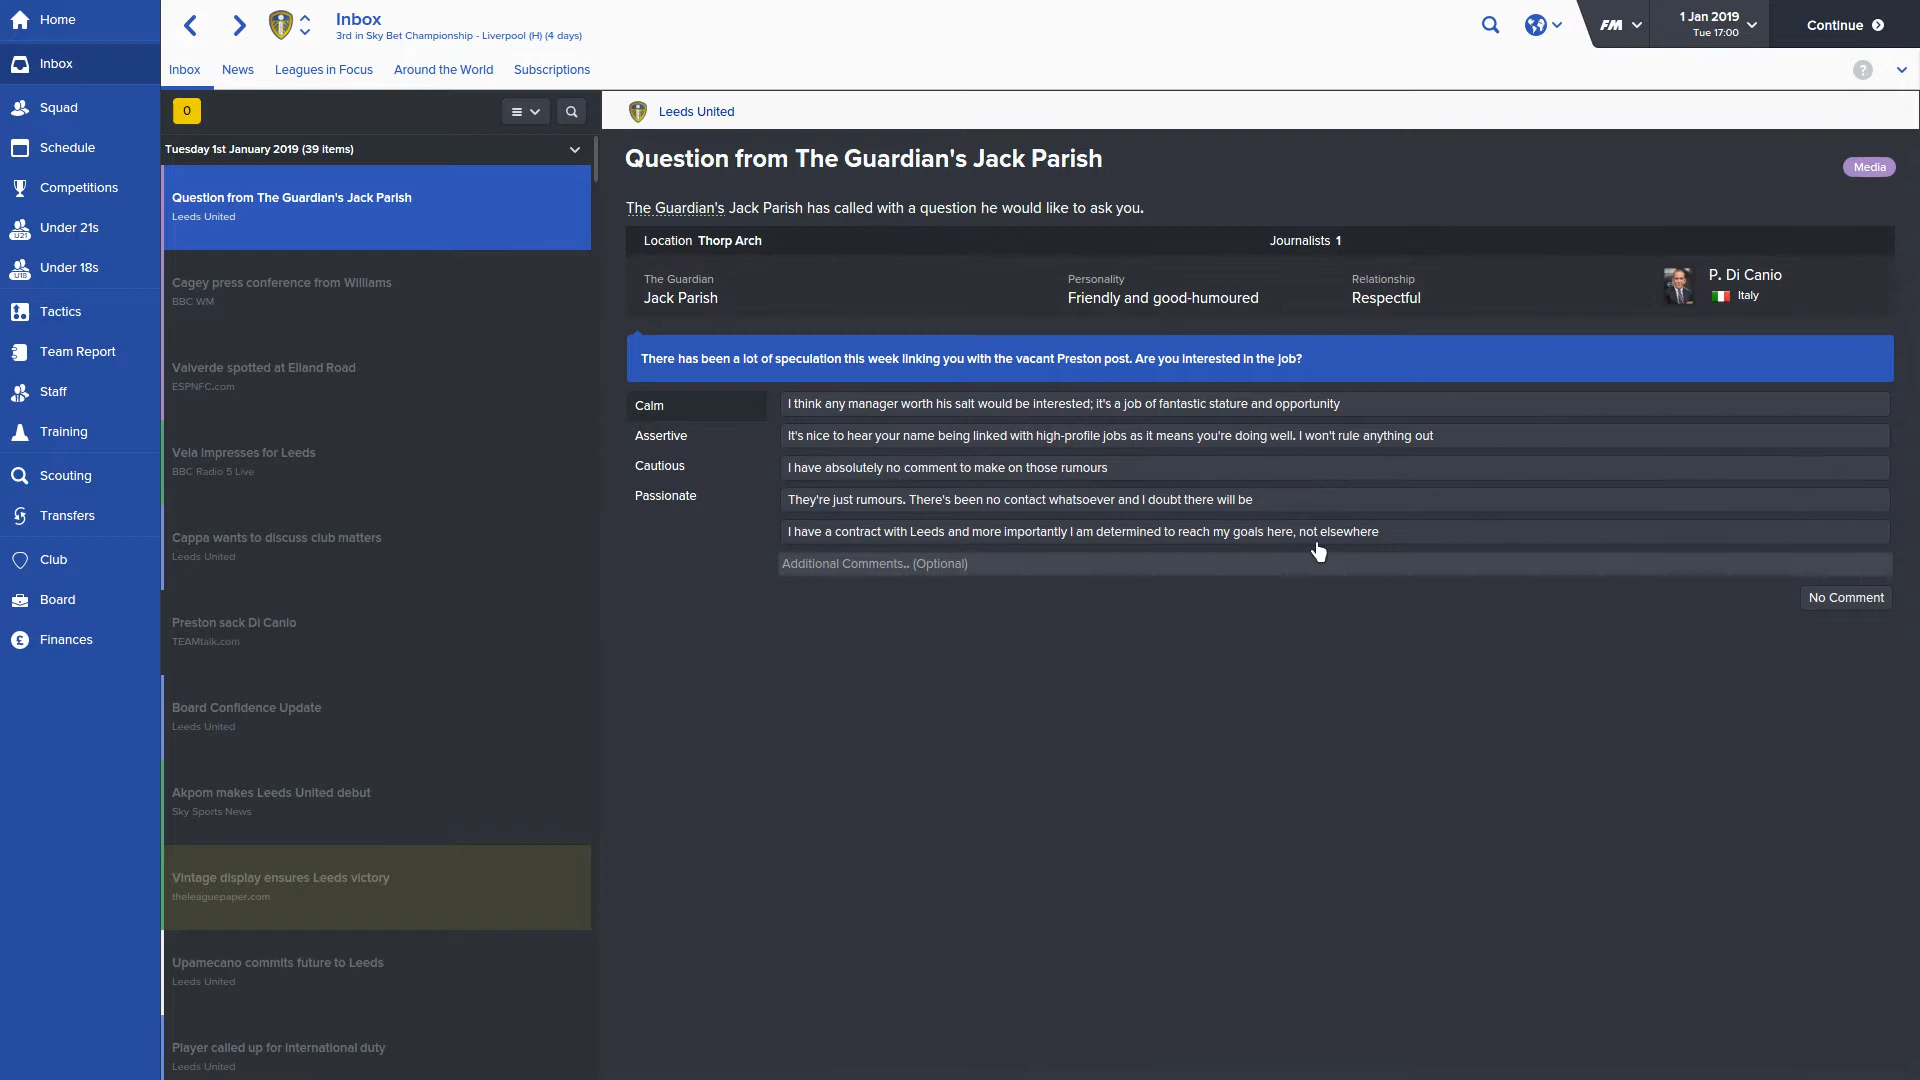 Home
Inbox
Squad
Schedule
Competitions
U21
Under 21s
U18
Under 18s
Tactics
Team Report
Staff
Training
Scouting
Transfers
Club
Board
£
Finances
Inbox
3rd in Sky Bet Championship - Liverpool (H) (4 days)
FM
1 Jan 2019
Tue 17:00
Continue
Inbox
News
Leagues in Focus
Around the World
Subscriptions
?
0
Tuesday 1st January 2019 (39 items)
Question from The Guardian's Jack Parish
Leeds United
Cagey press conference from Williams
BBC WM
Valverde spotted at Elland Road
ESPNFC.com
Vela impresses for Leeds
BBC Radio 5 Live
Cappa wants to discuss club matters
Leeds United
Preston sack Di Canio
TEAMtalk.com
Board Confidence Update
Leeds United
Akpom makes Leeds United debut
Sky Sports News
Vintage display ensures Leeds victory
theleaguepaper.com
Upamecano commits future to Leeds
Leeds United
Player called up for international duty
Leeds United
Leeds United
Question from The Guardian's Jack Parish
Media
The Guardian's Jack Parish has called with a question he would like to ask you.
Location Thorp Arch
Journalists 1
The Guardian
Jack Parish
Personality
Friendly and good-humoured
Relationship
Respectful
P. Di Canio
Italy
There has been a lot of speculation this week linking you with the vacant Preston post. Are you interested in the job?
Calm
Assertive
Cautious
Passionate
I think any manager worth his salt would be interested; it's a job of fantastic stature and opportunity
It's nice to hear your name being linked with high-profile jobs as it means you're doing well. I won't rule anything out
I have absolutely no comment to make on those rumours
They're just rumours. There's been no contact whatsoever and I doubt there will be
I have a contract with Leeds and more importantly I am determined to reach my goals here, not elsewhere
Additional Comments.. (Optional)
No Comment